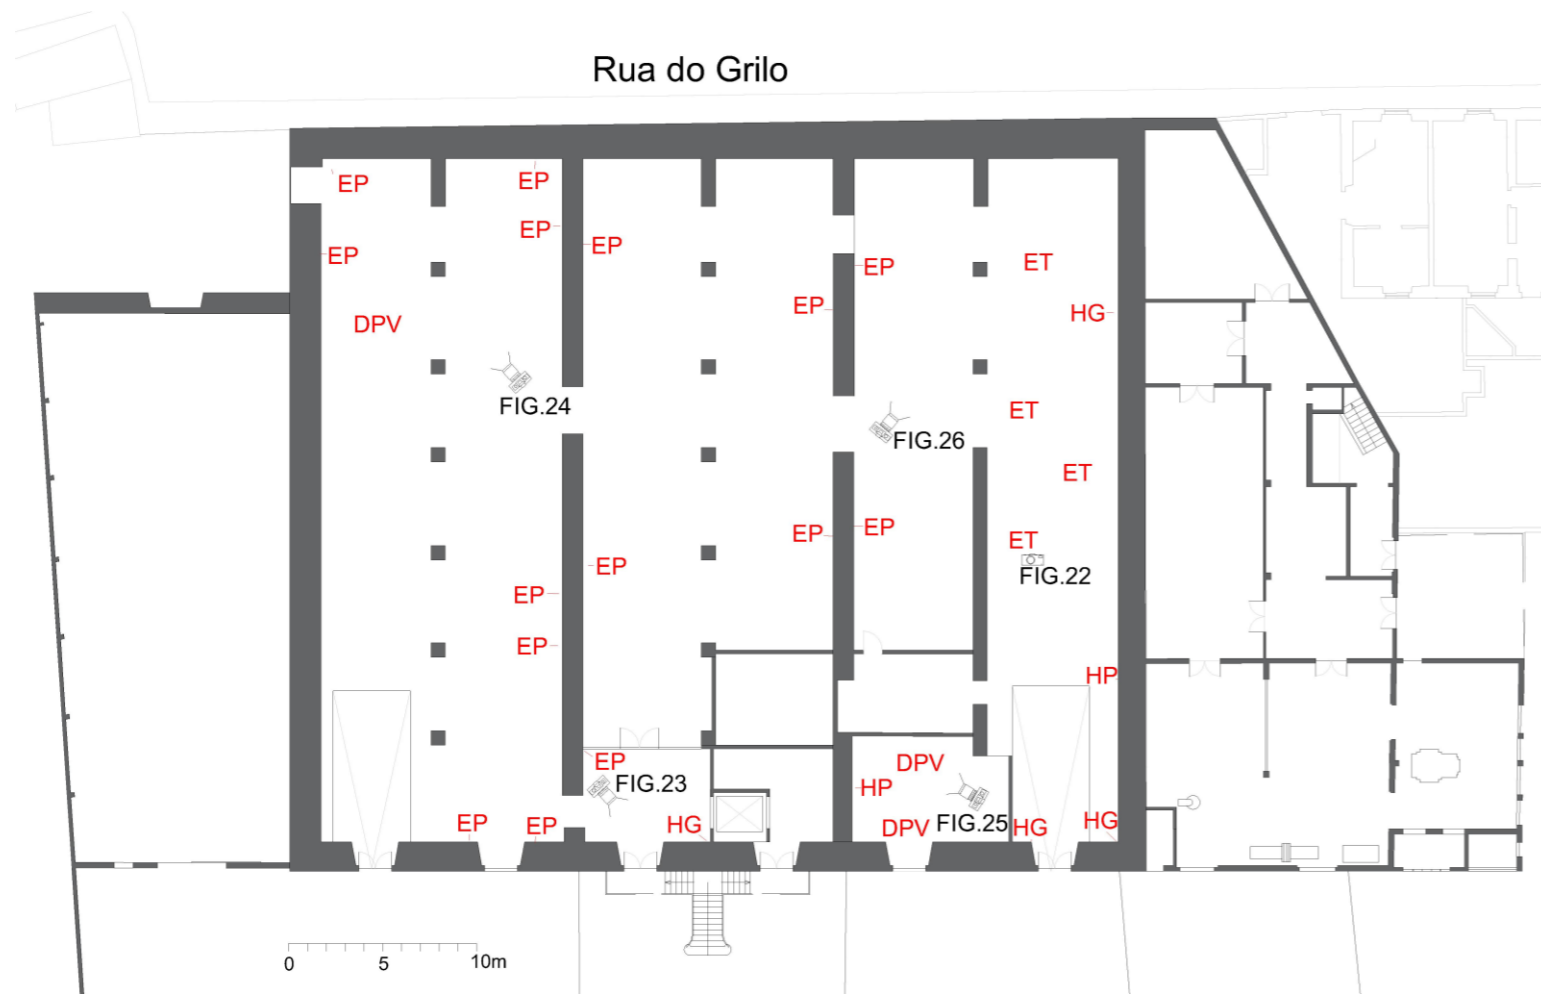 Rua do Grilo
EP
EP
EP
EP
EP
EP
ET
EP
HG
EP
DPV
FIG.24
ET
FIG.26
ET
EP
EP
ET
EP
FIG.22
EP
EP
HP
EP
DPV
FIG.23
HP
EP
EP
HG
DPV
FIG.25
HG
HG
0
5
10m